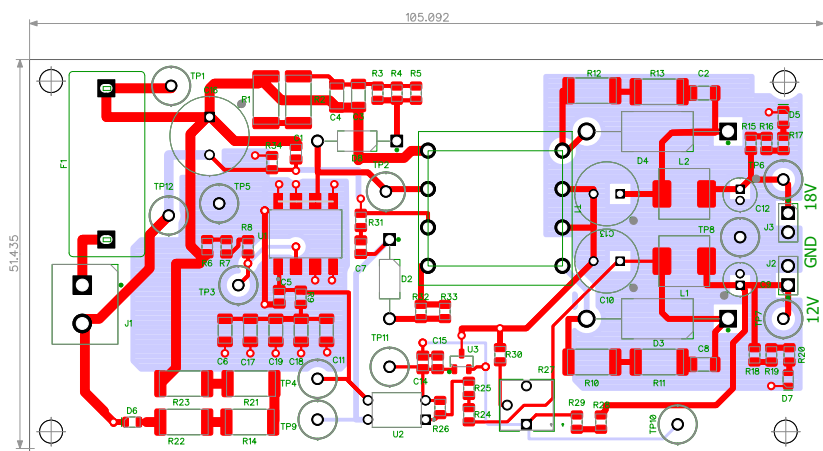 105.092
51.435
F1
TP1
R1
C4
R3
R4
R5
R12
R13
C2
D5
R15
R16
R17
R34
TP2
TP12
TP5
R31
D4
L2
TP6
C12
18V
J3
U1
R6
R7
R8
C7
TP8
GND
J2
TP3
C5
D2
C10
L1
12V
J1
R33
D3
C6
C17
C19
C18
C11
TP11
C15
C14
U3
R30
R10
R11
C8
R18
R19
R20
D7
R23
R21
TP4
R25
R27
D6
R22
R14
TP9
U2
R26
R24
R29
TP10